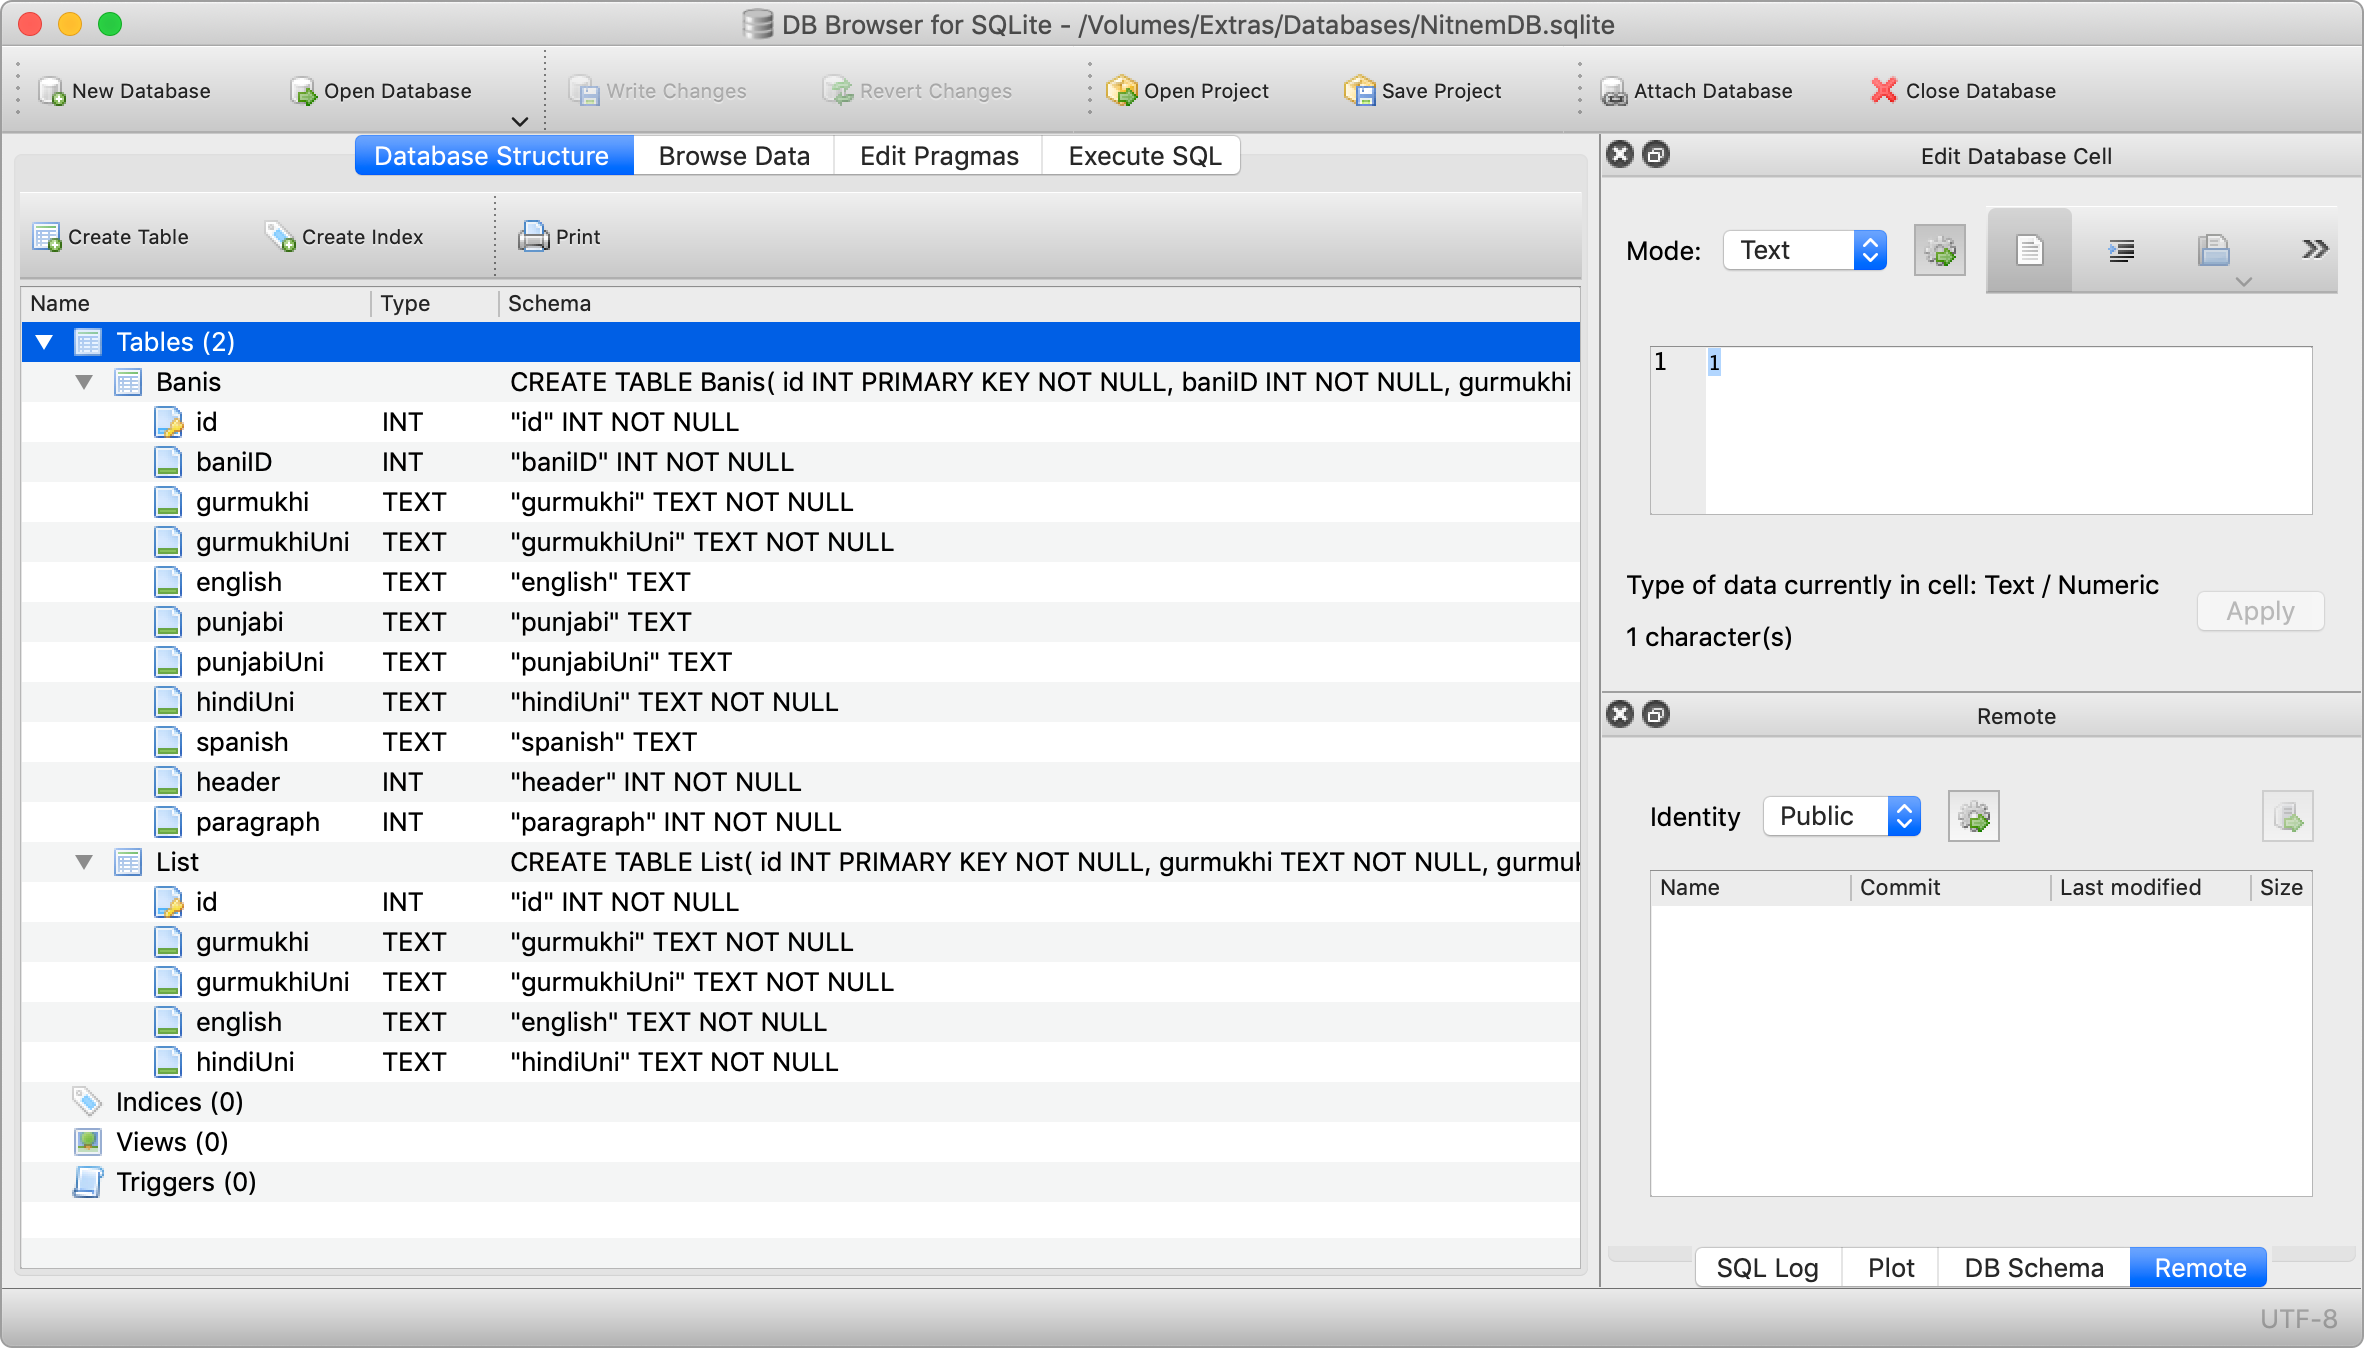 DB Browser for SQLite - /Volumes/Extras/Databases/NitnemDB.sqlite
New Database Open Database Write Changes Revert Changes Open Project Save Project Attach Database Close Database
Database Structure Browse Data Edit Pragmas Execute SQL
Create Table Create Index Print
Name Type Schema
Tables (2)
Banis CREATE TABLE Banis( id INT PRIMARY KEY NOT NULL, baniID INT NOT NULL, gurmukhi
id INT "id" INT NOT NULL
baniID INT "baniID" INT NOT NULL
gurmukhi TEXT "gurmukhi" TEXT NOT NULL
gurmukhiUni TEXT "gurmukhiUni" TEXT NOT NULL
english TEXT "english" TEXT
punjabi TEXT "punjabi" TEXT
punjabiUni TEXT "punjabiUni" TEXT
hindiUni TEXT "hindiUni" TEXT NOT NULL
spanish TEXT "spanish" TEXT
header INT "header" INT NOT NULL
paragraph INT "paragraph" INT NOT NULL
List CREATE TABLE List( id INT PRIMARY KEY NOT NULL, gurmukhi TEXT NOT NULL,
id INT "id" INT NOT NULL
gurmukhi TEXT "gurmukhi" TEXT NOT NULL
gurmukhiUni TEXT "gurmukhiUni" TEXT NOT NULL
english TEXT "english" TEXT NOT NULL
hindiUni TEXT "hindiUni" TEXT NOT NULL
Indices (0)
Views (0)
Triggers (0)
Edit Database Cell
Mode: Text
1 1
Type of data currently in cell: Text / Numeric
1 character(s)
Apply
Remote
Identity Public
Name Commit Last modified Size
SQL Log Plot DB Schema Remote
UTF-8